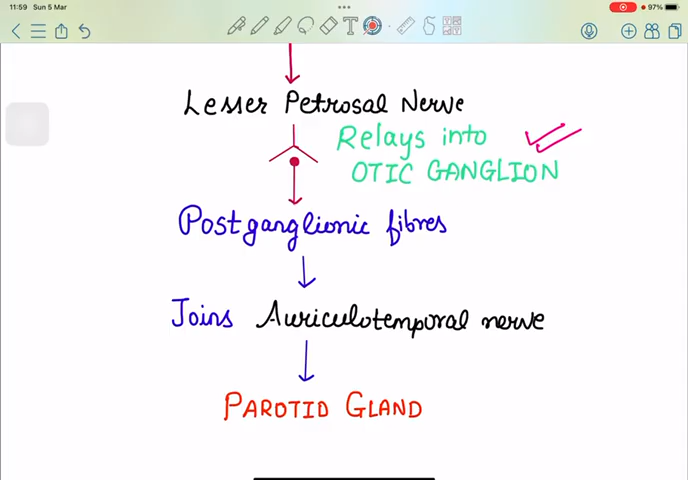 11:59 Sun 5 Mar
97%
Lesser Petrosal Nerve
Relays into
OTIC GANGLION
Postganglionic fibres
Joins Auriculotemporal nerve
PAROTID GLAND